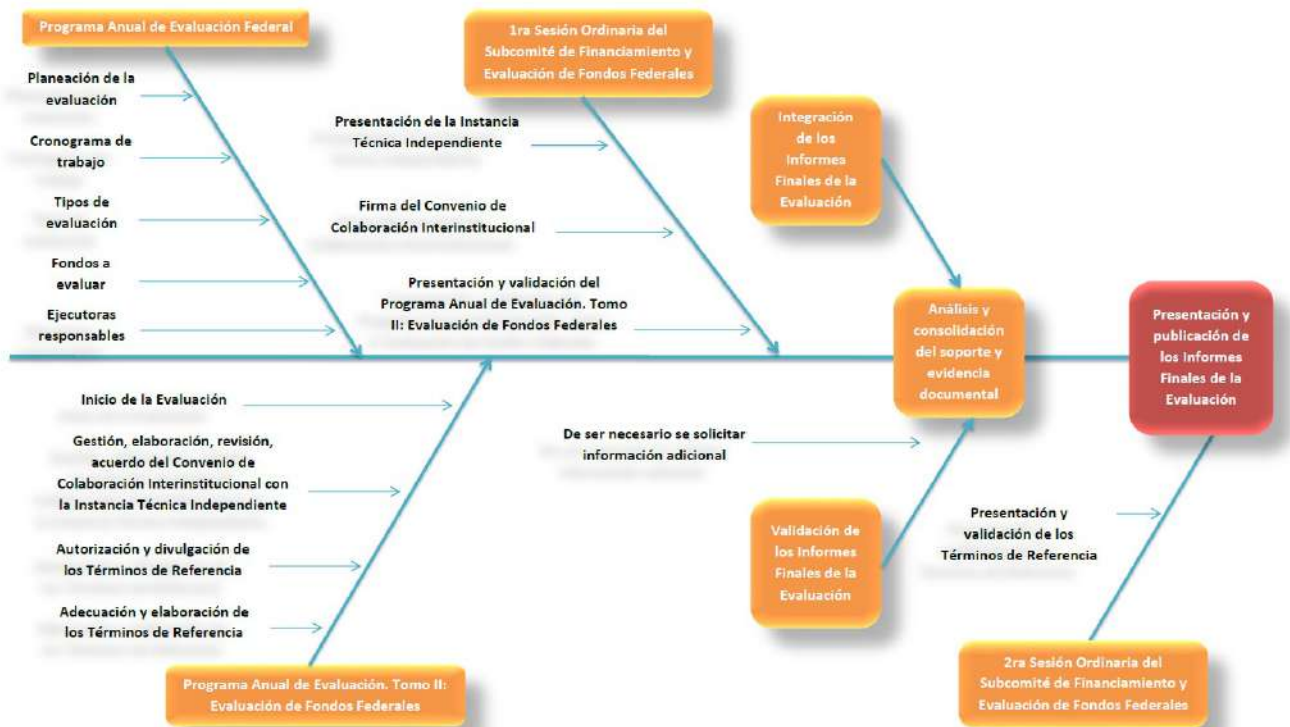 Programa Anual de Evaluación Federal
Planeación de la
evaluación
Cronograma de
trabajo
Tipos de
evaluación
Fondos a
evaluar
Ejecutoras
responsables
1ra Sesión Ordinaria del
Subcomité de Financiamiento y
Evaluación de Fondos Federales
Presentación de la Instancia
Técnica Independiente
Firma del Convenio de
Colaboración Interinstitucional
Presentación y validación del
Programa Anual de Evaluación. Tomo
II: Evaluación de Fondos Federales
Integración
de los
Informes
Finales de la
Evaluación
Análisis y
consolidación
del soporte y
evidencia
documental
Presentación y
publicación de
los Informes
Finales de la
Evaluación
Inicio de la Evaluación
Gestión, elaboración, revisión,
acuerdo del Convenio de
Colaboración Interinstitucional con
la Instancia Técnica Independiente
Autorización y divulgación de
los Términos de Referencia
Adecuación y elaboración de
los Términos de Referencia
Programa Anual de Evaluación. Tomo II:
Evaluación de Fondos Federales
De ser necesario se solicitar
información adicional
Validación de
los Informes
Finales de la
Evaluación
Presentación y
validación de los
Términos de Referencia
2ra Sesión Ordinaria del
Subcomité de Financiamiento y
Evaluación de Fondos Federales